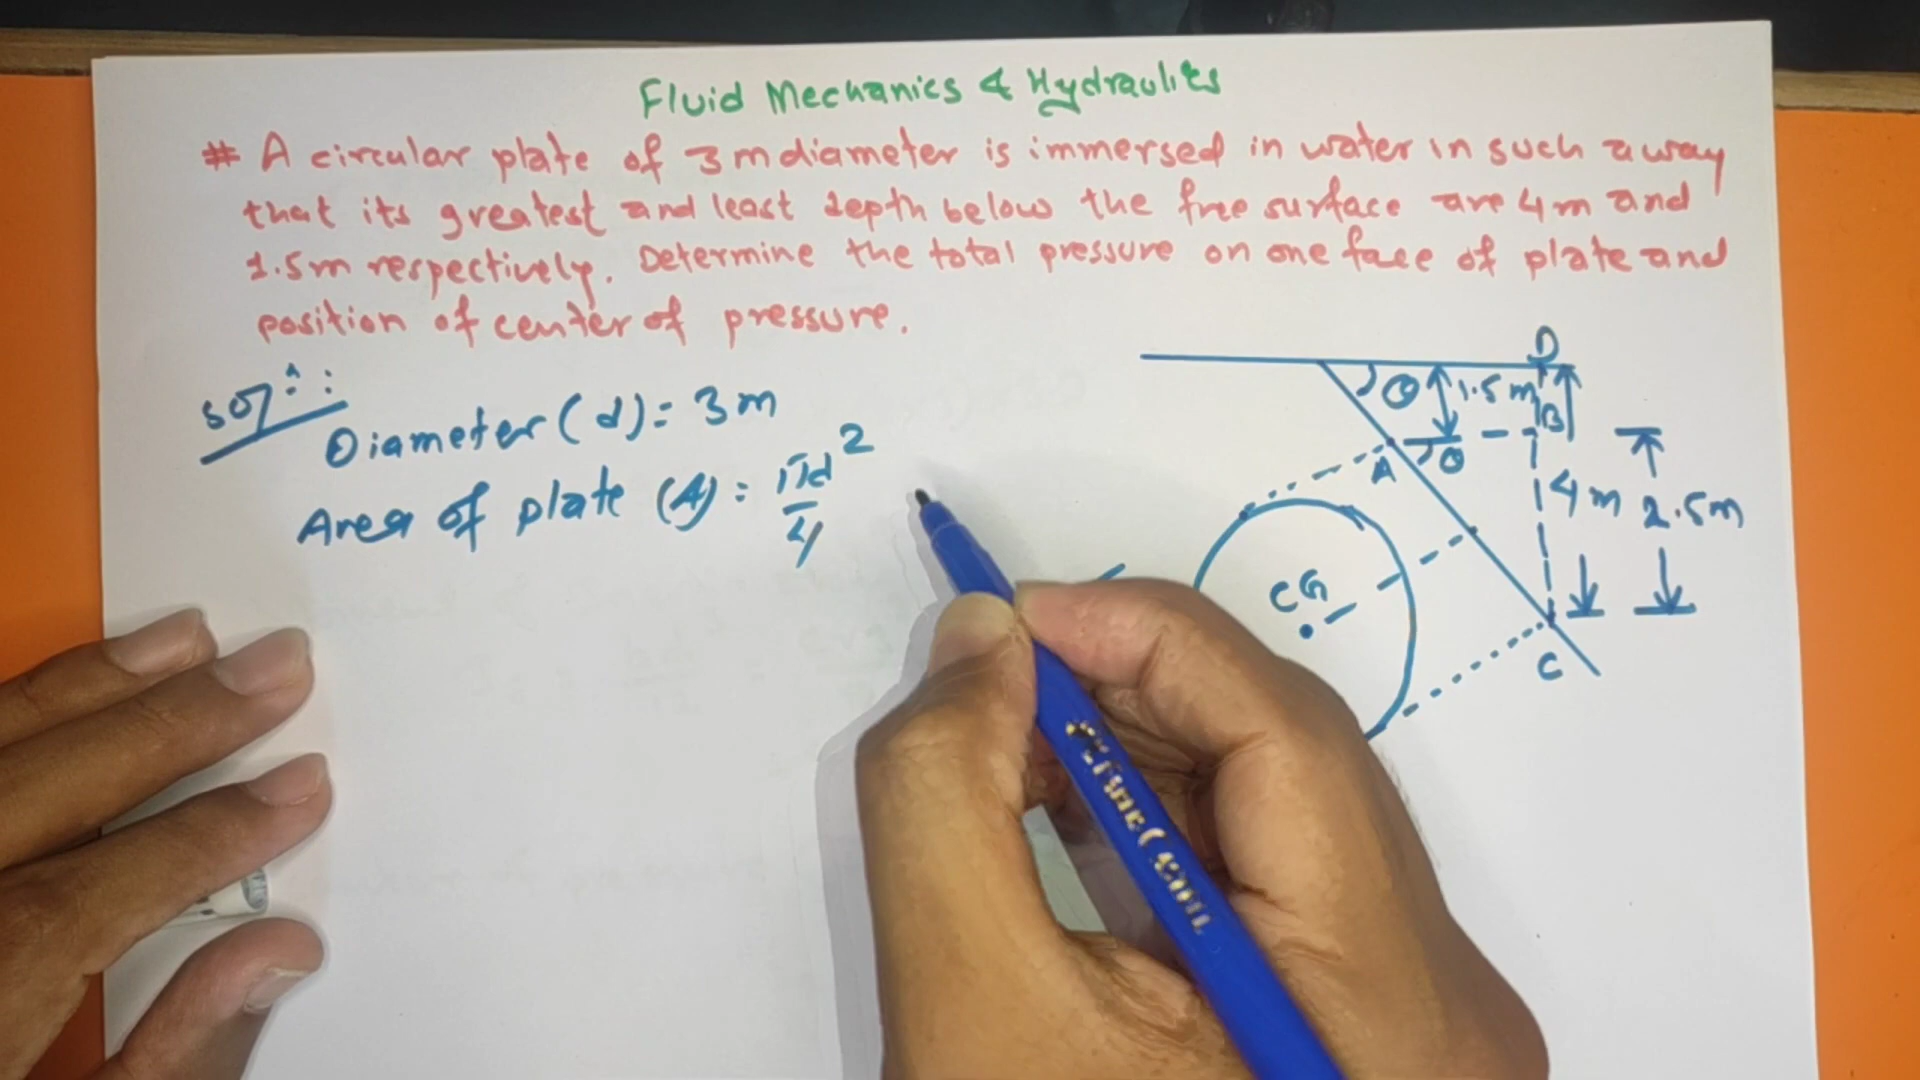 Fluid Mechanics & Hydraulics
# A circular plate of 3m diameter is immersed in water in such a way
that its greatest and least depth below the free surface are 4m and
1.5m respectively. Determine the total pressure on one face of plate and
position of center of pressure.
Sol^n :
Diameter (d) = 3m
Area of plate (A) = πd²/4
D
θ
1.5m
B
A
θ
4m
2.5m
CG
C